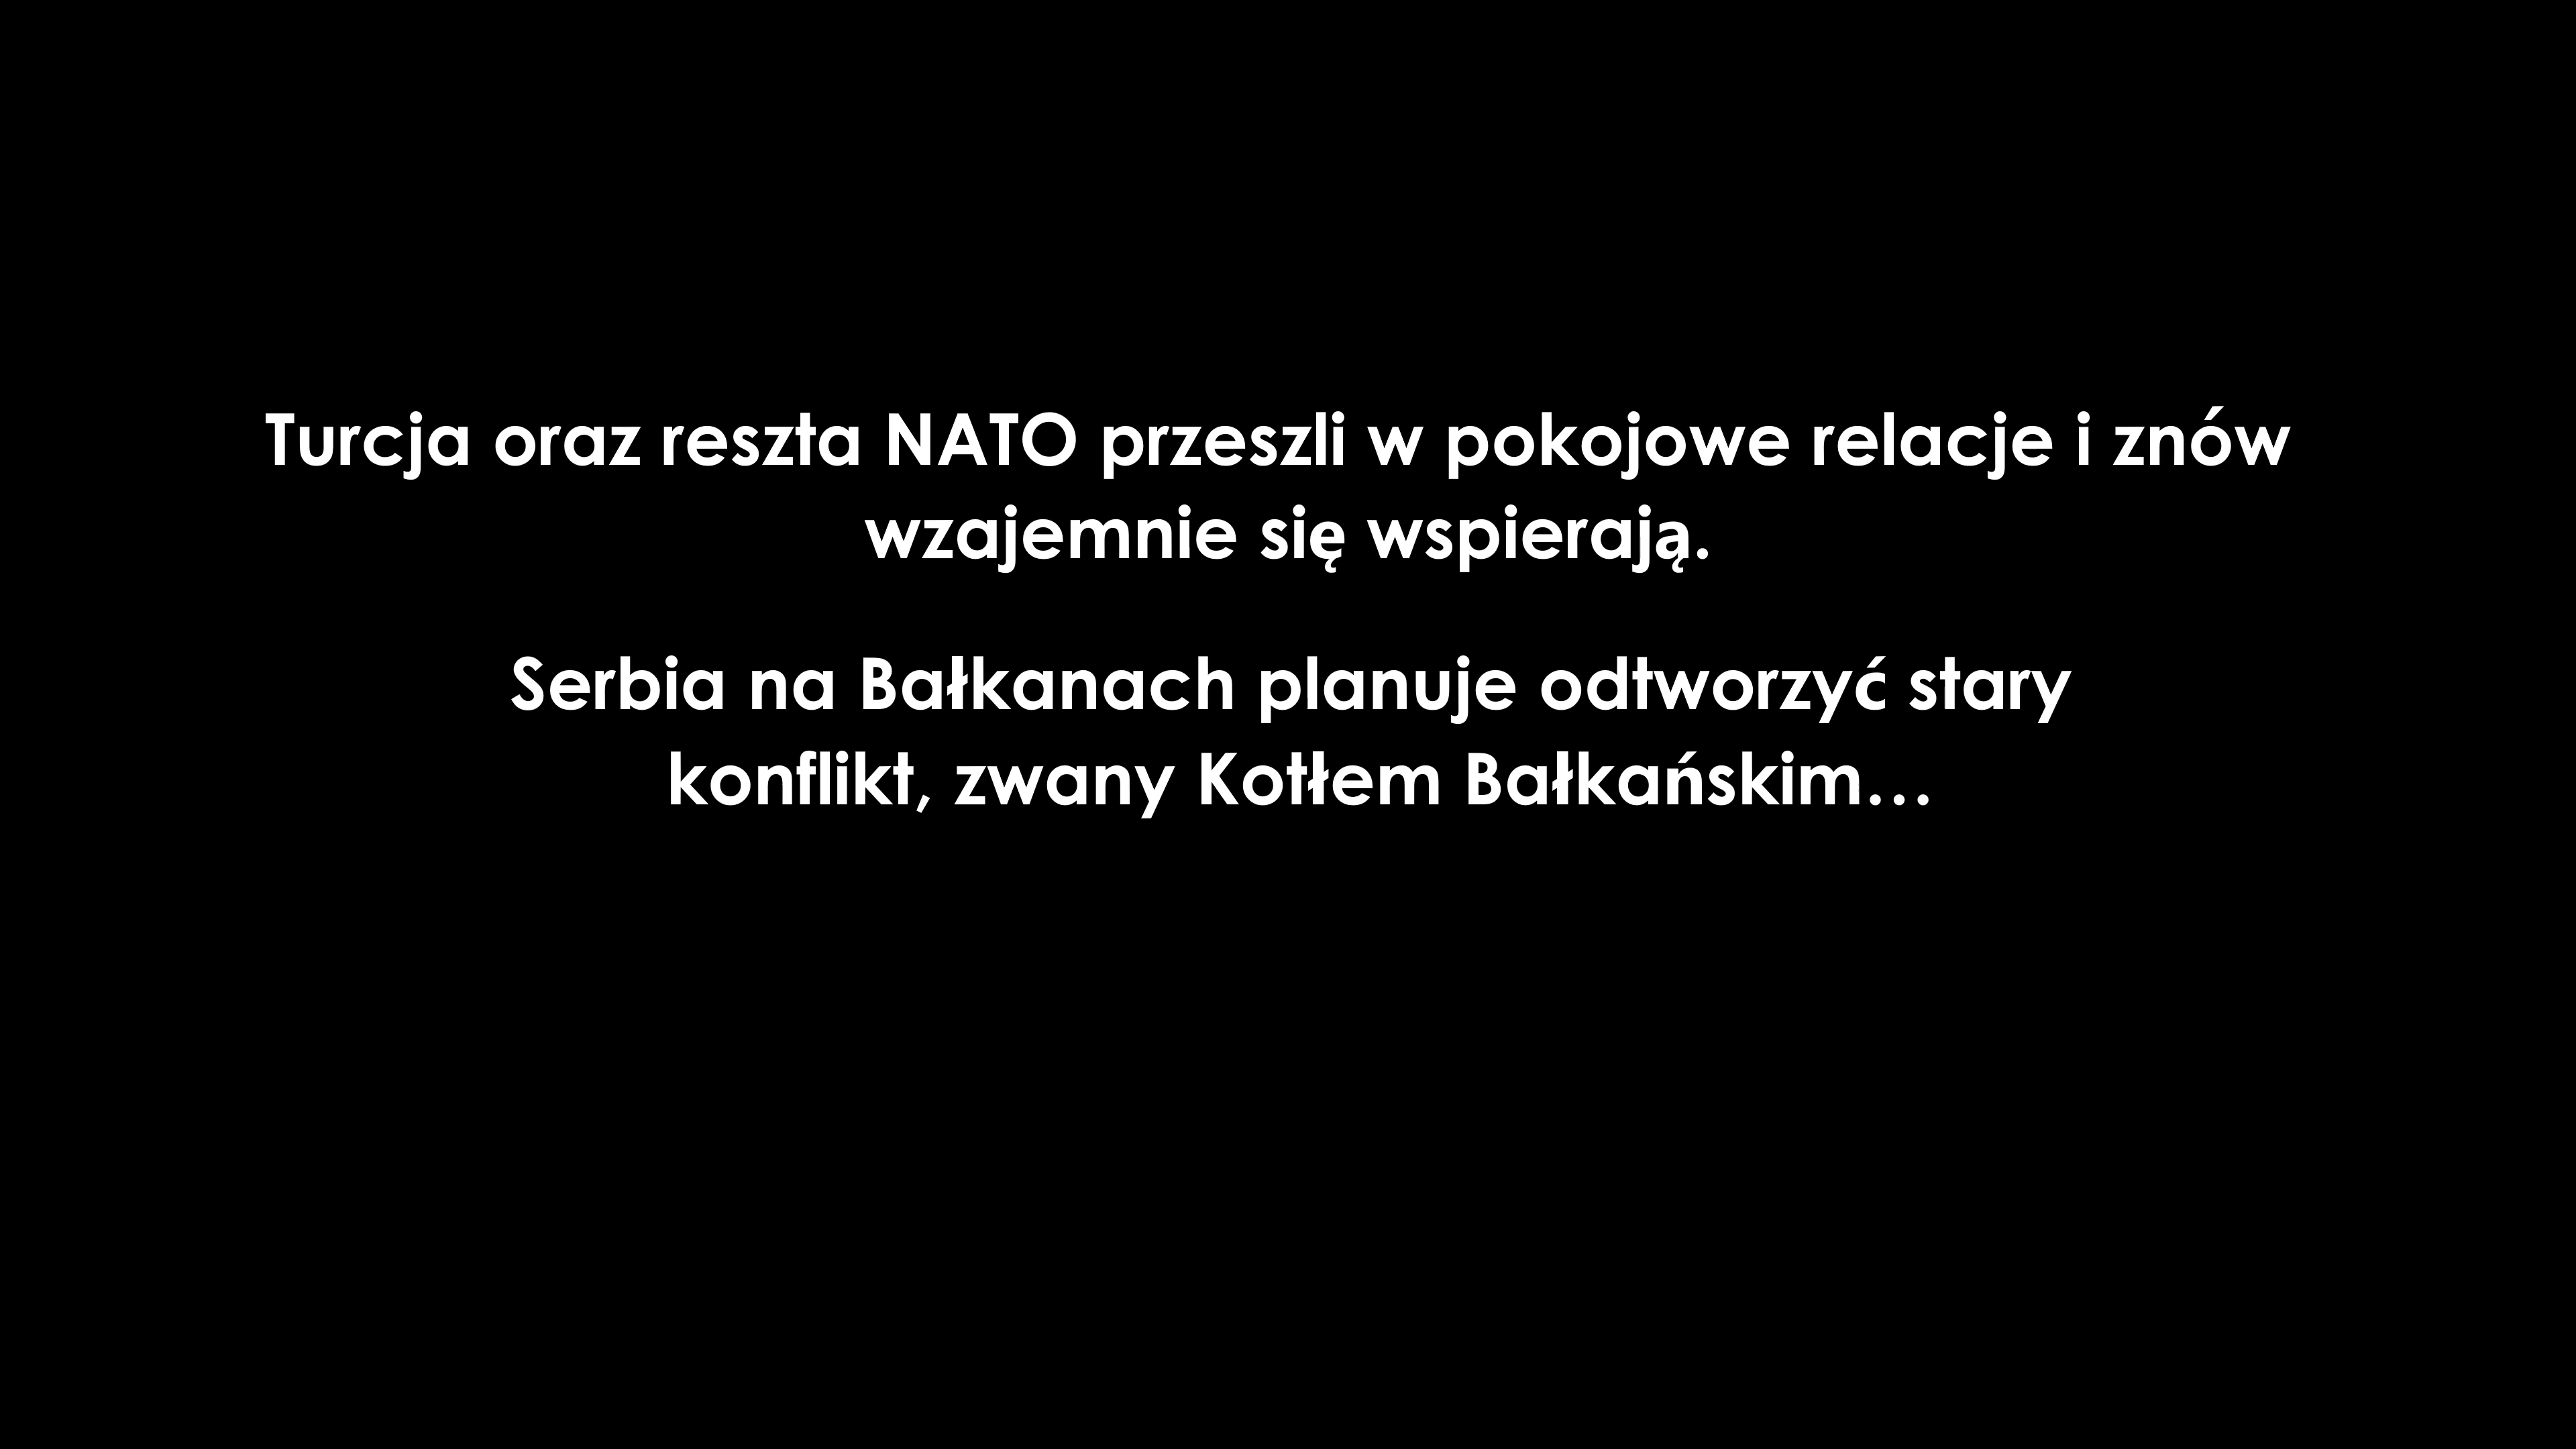 Turcja oraz reszta NATO przeszli w pokojowe relacje i znów
wzajemnie się wspierają.
Serbia na Bałkanach planuje odtworzyć stary
konflikt, zwany Kotłem Bałkańskim...